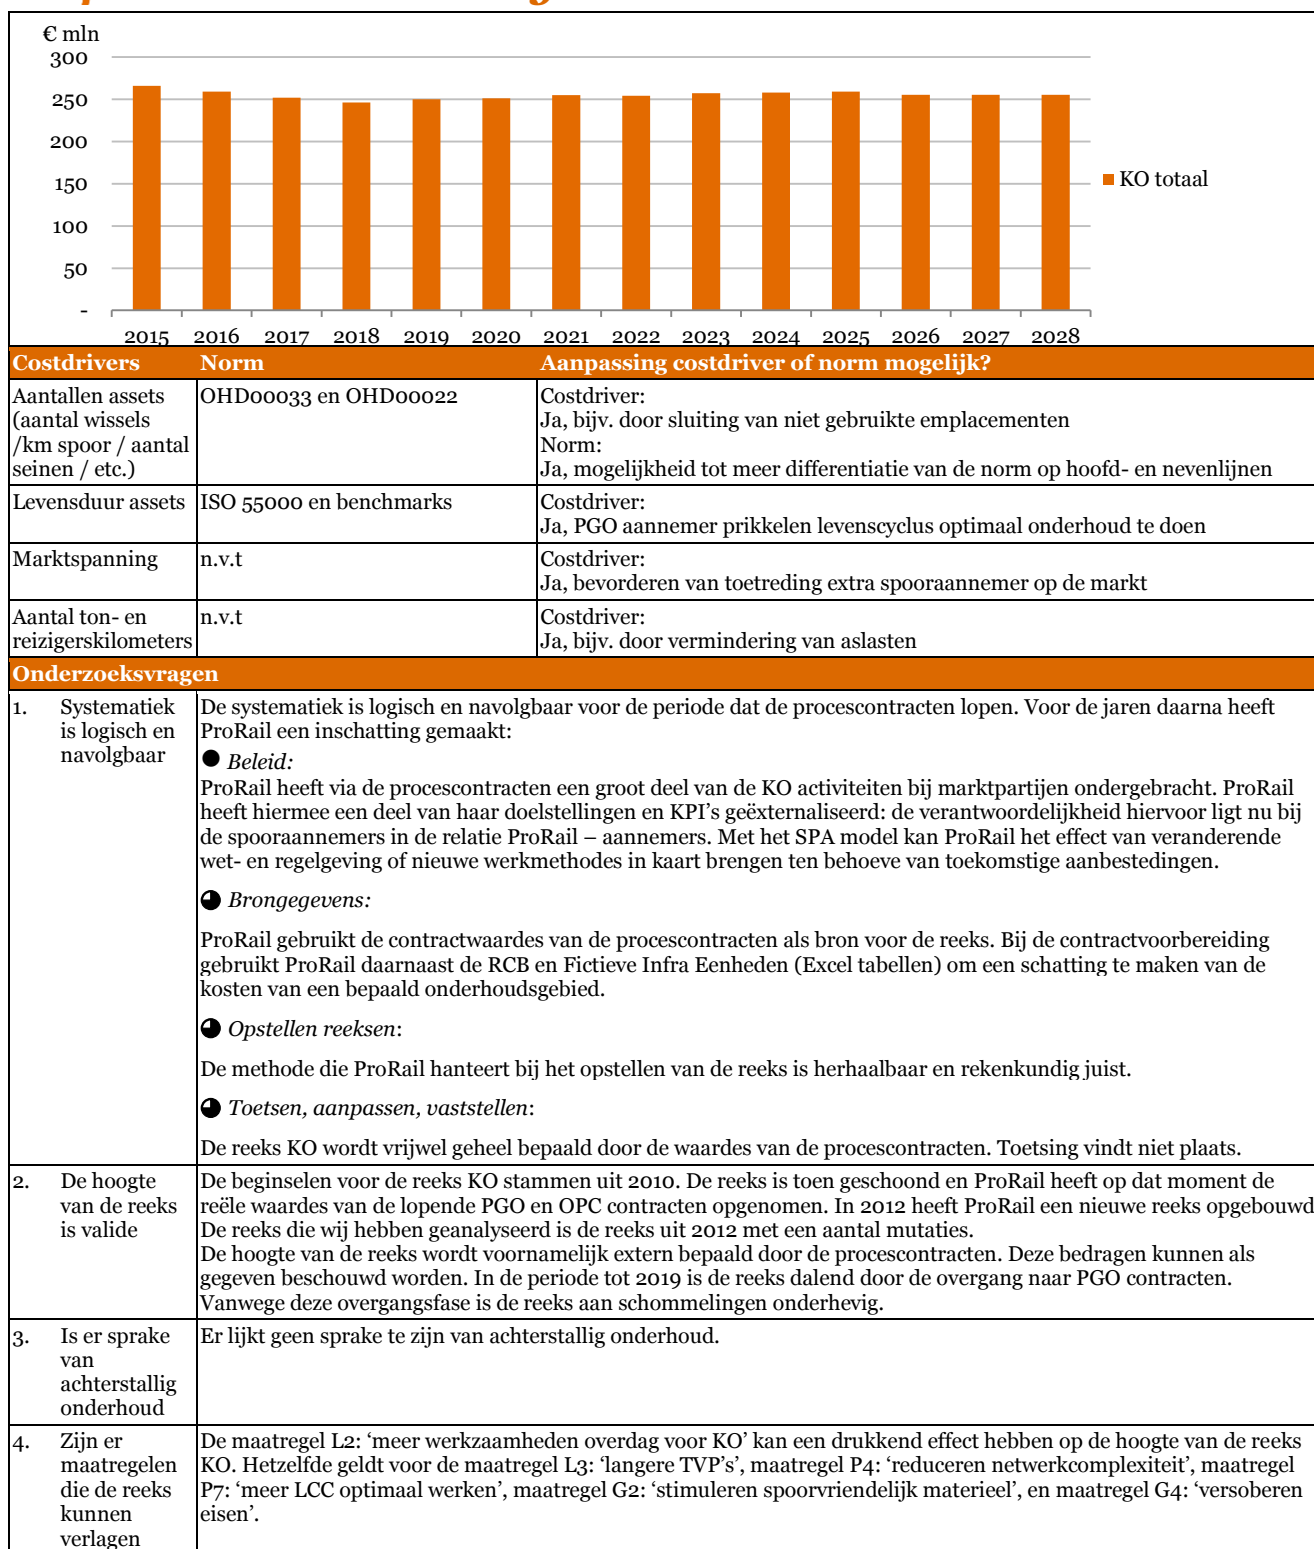 € mln
300
250
200
150
100
50
-
2015 2016 2017 2018 2019 2020 2021 2022 2023 2024 2025 2026 2027 2028
KO totaal
Costdrivers Norm Aanpassing costdriver of norm mogelijk?
Aantallen assets
(aantal wissels
/km spoor / aantal
seinen / etc.)
OHD00033 en OHD00022
Costdriver:
Ja, bijv. door sluiting van niet gebruikte emplacementen
Norm:
Ja, mogelijkheid tot meer differentiatie van de norm op hoofd- en nevenlijnen
Levensduur assets
ISO 55000 en benchmarks
Costdriver:
Ja, PGO aannemer prikkelen levenscyclus optimaal onderhoud te doen
Marktspanning
n.v.t
Costdriver:
Ja, bevorderen van toetreding extra spooraannemer op de markt
Aantal ton- en
reizigerskilometers
n.v.t
Costdriver:
Ja, bijv. door vermindering van aslasten
Onderzoeksvragen
1. Systematiek
is logisch en
navolgbaar
De systematiek is logisch en navolgbaar voor de periode dat de procescontracten lopen. Voor de jaren daarna heeft
ProRail een inschatting gemaakt:
Beleid:
ProRail heeft via de procescontracten een groot deel van de KO activiteiten bij marktpartijen ondergebracht. ProRail
heeft hiermee een deel van haar doelstellingen en KPI's geëxternaliseerd: de verantwoordelijkheid hiervoor ligt nu bij
de spooraannemers in de relatie ProRail – aannemers. Met het SPA model kan ProRail het effect van veranderende
wet- en regelgeving of nieuwe werkmethodes in kaart brengen ten behoeve van toekomstige aanbestedingen.
Brongegevens:
ProRail gebruikt de contractwaardes van de procescontracten als bron voor de reeks. Bij de contractvoorbereiding
gebruikt ProRail daarnaast de RCB en Fictieve Infra Eenheden (Excel tabellen) om een schatting te maken van de
kosten van een bepaald onderhoudsgebied.
Opstellen reeksen:
De methode die ProRail hanteert bij het opstellen van de reeks is herhaalbaar en rekenkundig juist.
Toetsen, aanpassen, vaststellen:
De reeks KO wordt vrijwel geheel bepaald door de waardes van de procescontracten. Toetsing vindt niet plaats.
2. De hoogte
van de reeks
is valide
De beginselen voor de reeks KO stammen uit 2010. De reeks is toen geschoond en ProRail heeft op dat moment de
reële waardes van de lopende PGO en OPC contracten opgenomen. In 2012 heeft ProRail een nieuwe reeks opgebouwd
De reeks die wij hebben geanalyseerd is de reeks uit 2012 met een aantal mutaties.
De hoogte van de reeks wordt voornamelijk extern bepaald door de procescontracten. Deze bedragen kunnen als
gegeven beschouwd worden. In de periode tot 2019 is de reeks dalend door de overgang naar PGO contracten.
Vanwege deze overgangsfase is de reeks aan schommelingen onderhevig.
3. Is er sprake
van
achterstallig
onderhoud
Er lijkt geen sprake te zijn van achterstallig onderhoud.
4. Zijn er
maatregelen
die de reeks
kunnen
verlagen
De maatregel L2: 'meer werkzaamheden overdag voor KO' kan een drukkend effect hebben op de hoogte van de reeks
KO. Hetzelfde geldt voor de maatregel L3: 'langere TVP's', maatregel P4: 'reduceren netwerkcomplexiteit', maatregel
P7: 'meer LCC optimaal werken', maatregel G2: 'stimuleren spoorvriendelijk materieel', en maatregel G4: 'versoberen
eisen'.